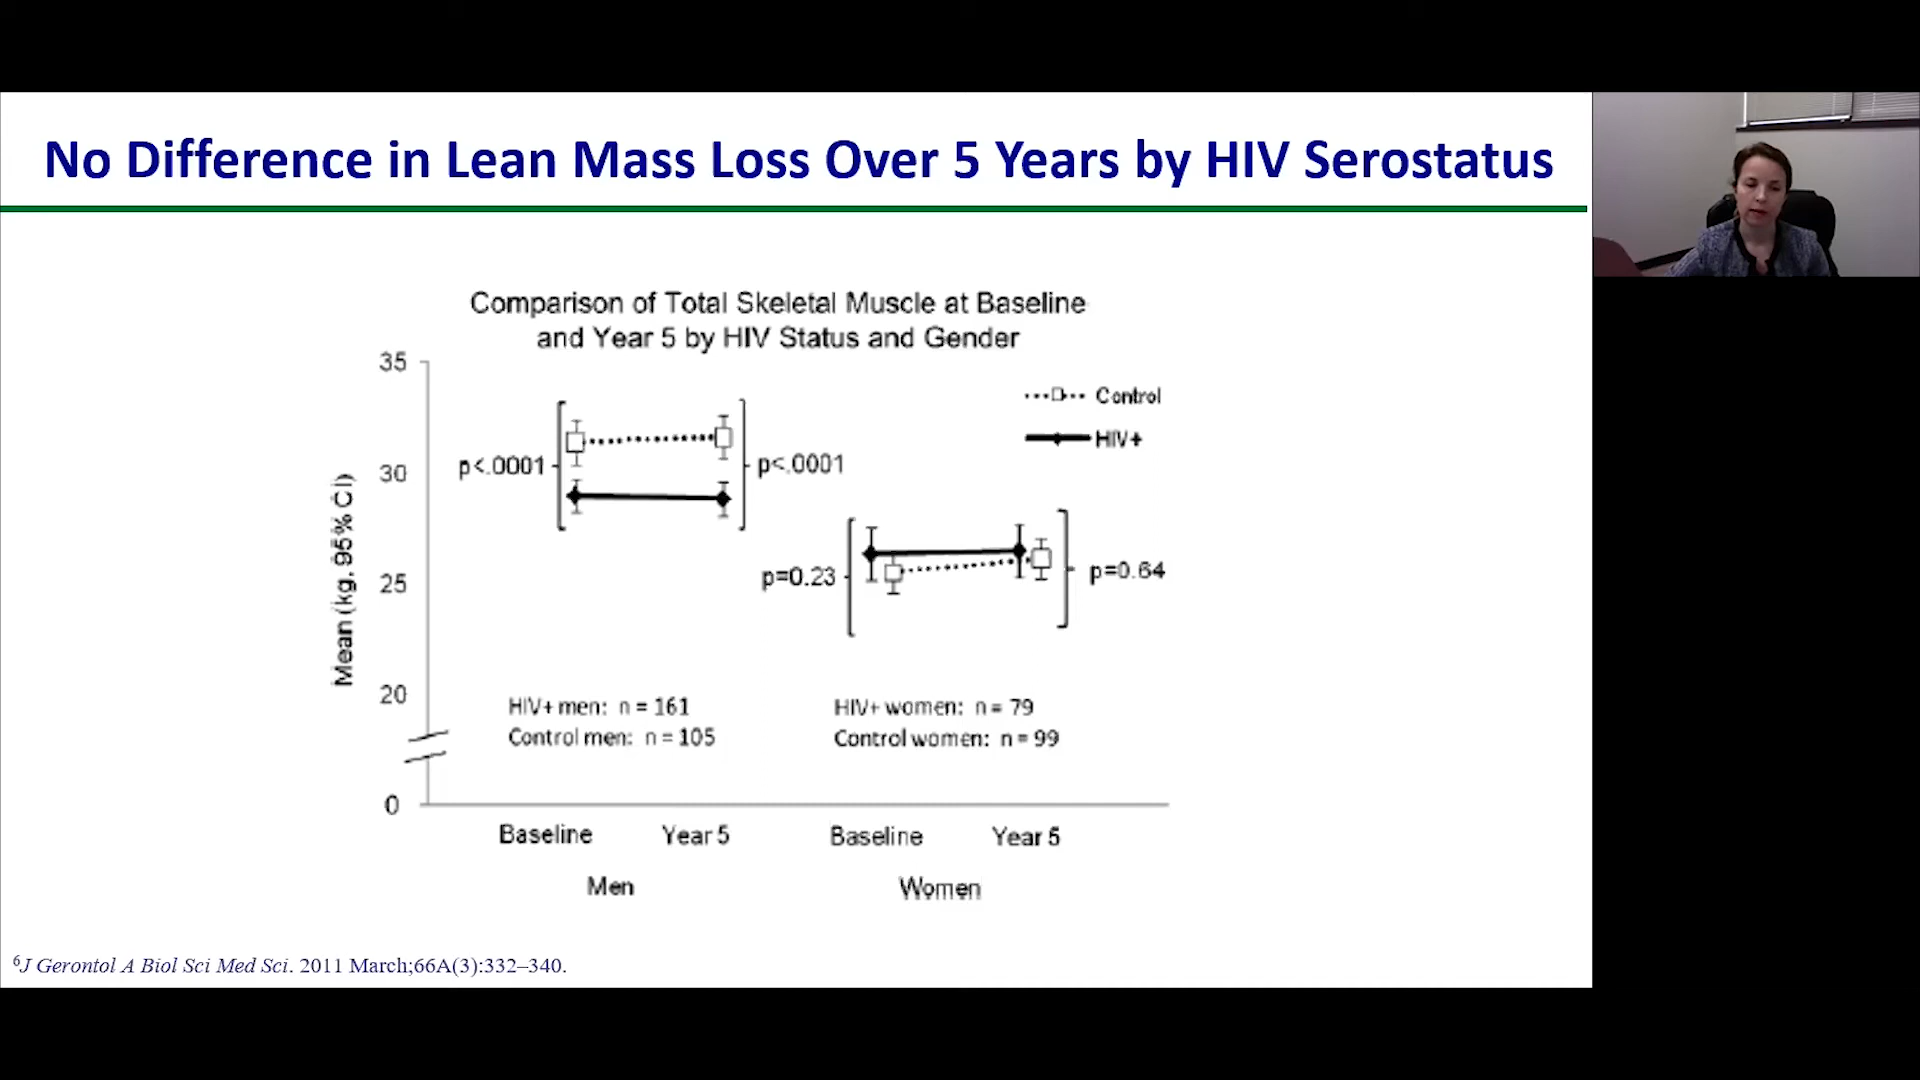 No Difference in Lean Mass Loss Over 5 Years by HIV Serostatus
Comparison of Total Skeletal Muscle at Baseline
and Year 5 by HIV Status and Gender
Mean (kg, 95% CI)
35
30
25
20
0
Control
HIV+
p<.0001
p<.0001
p=0.23
p=0.64
HIV+ men: n = 161
Control men: n = 105
HIV+ women: n = 79
Control women: n = 99
Baseline Year 5 Baseline Year 5
Men Women
6J Gerontol A Biol Sci Med Sci. 2011 March;66A(3):332–340.